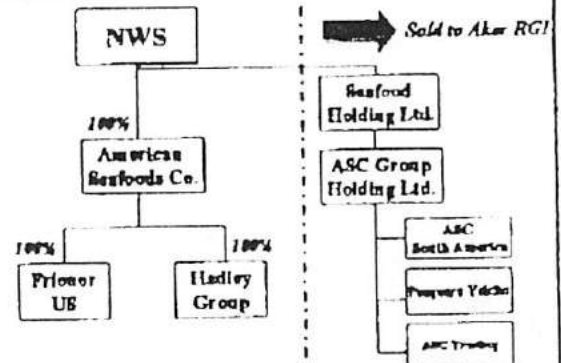 NWS
Sold to Aker RGI
100%
Seafood
Holding Ltd.
American
Seafoods Co.
ASC Group
Holding Ltd.
100%
100%
Frionor
US
Hadley
Group
ASC
South America
ASC Trading